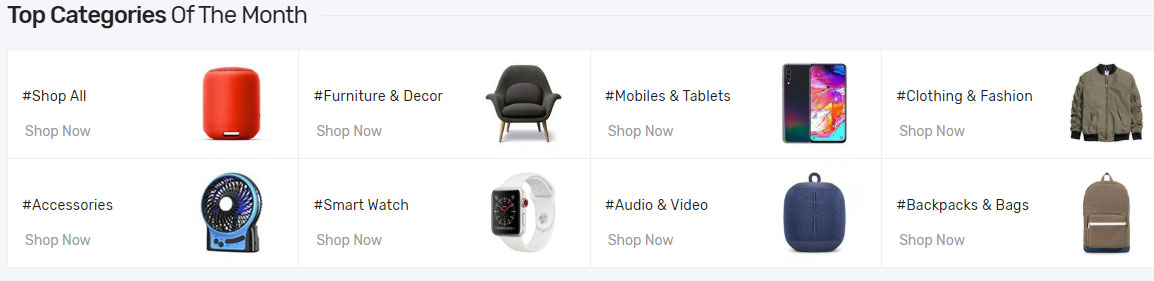 Top Categories Of The Month
#Shop All
Shop Now
#Furniture & Decor
Shop Now
#Mobiles & Tablets
Shop Now
#Clothing & Fashion
Shop Now
#Accessories
Shop Now
#Smart Watch
Shop Now
#Audio & Video
Shop Now
#Backpacks & Bags
Shop Now